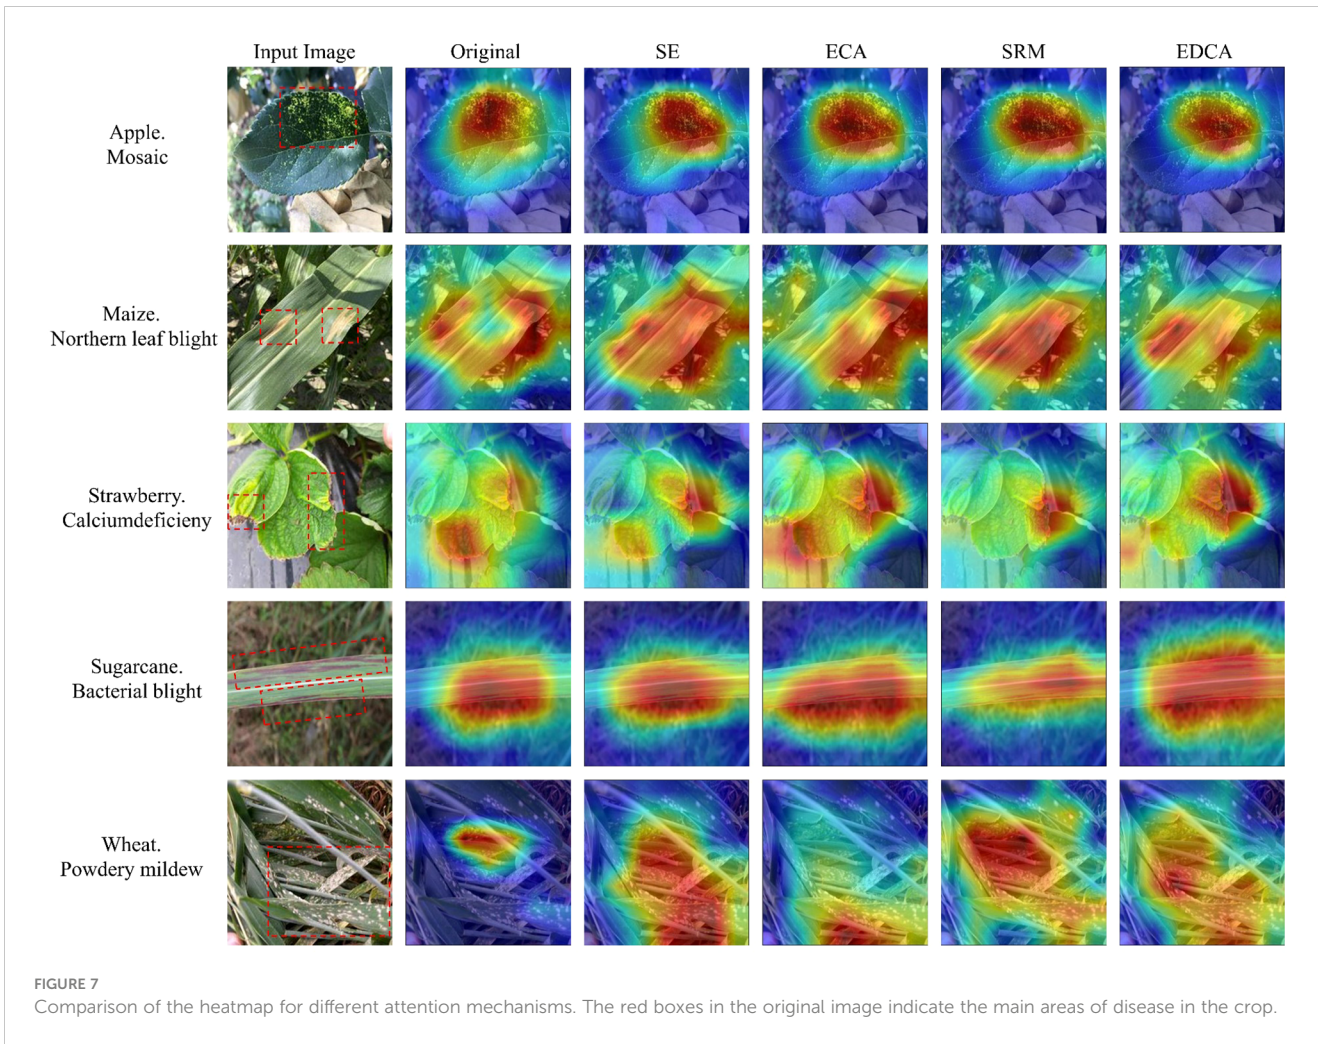 Input Image Original SE ECA SRM EDCA
Apple.
Mosaic
Maize.
Northern leaf blight
Strawberry.
Calciumdeficieny
Sugarcane.
Bacterial blight
Wheat.
Powdery mildew
FIGURE 7
Comparison of the heatmap for different attention mechanisms. The red boxes in the original image indicate the main areas of disease in the crop.